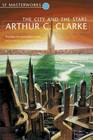 SF MASTERWORKS
THE CITY AND THE STARS
ARTHUR C. CLARKE